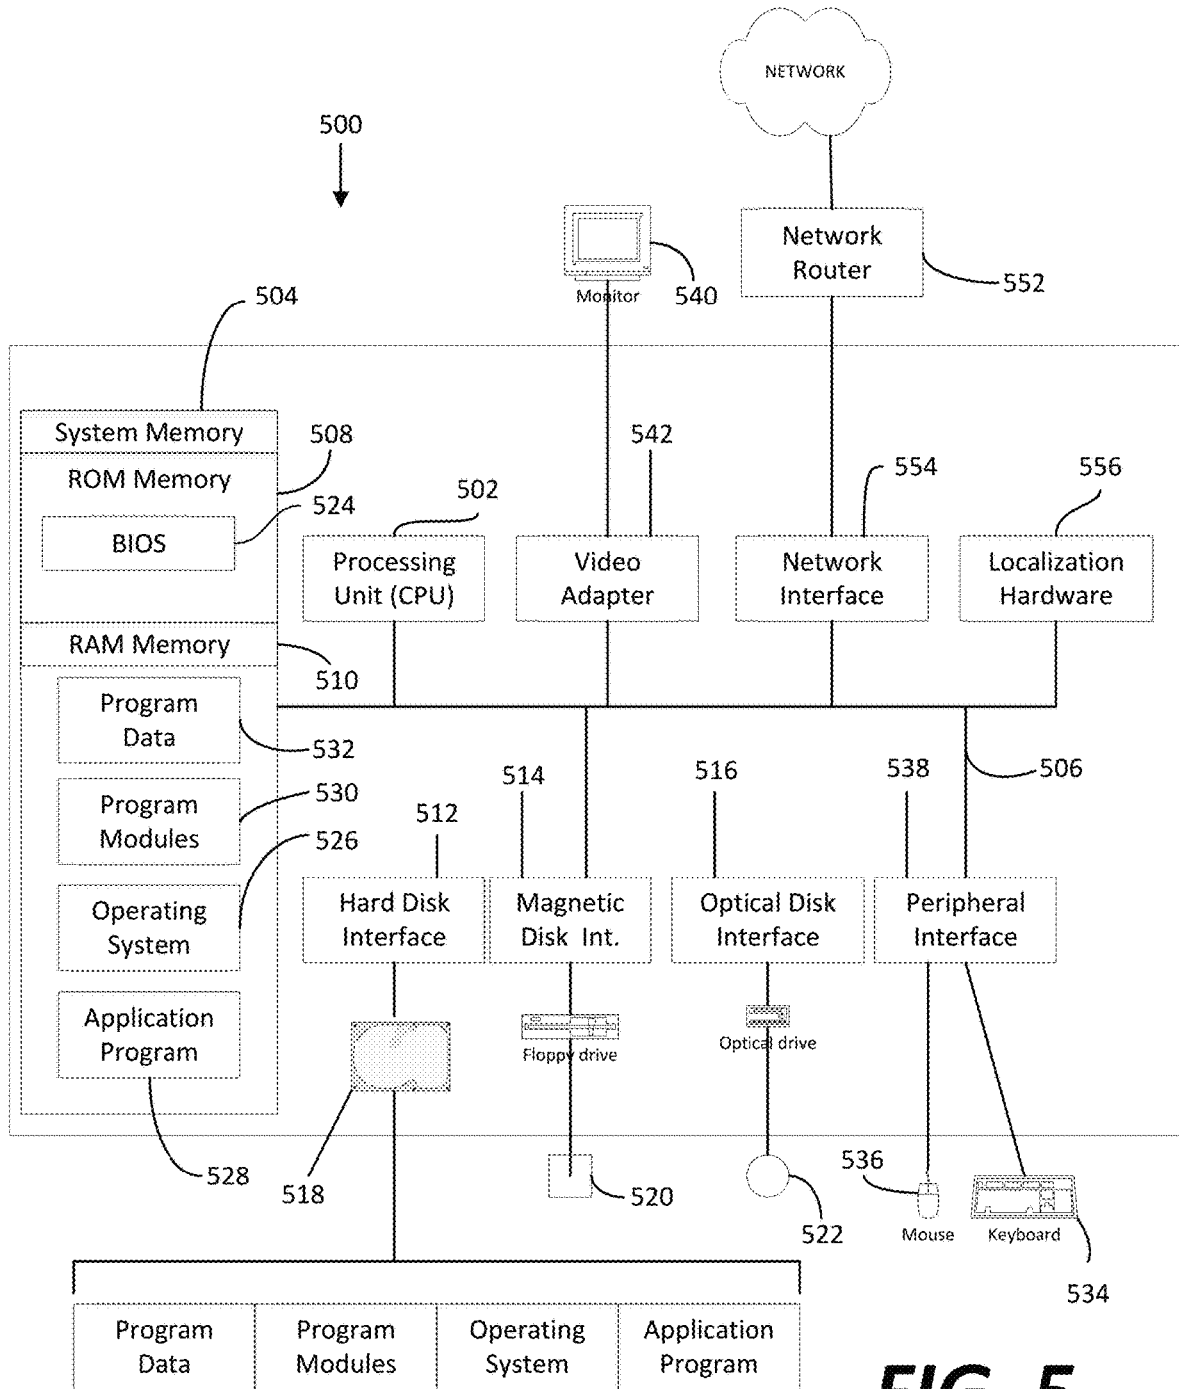 NETWORK
500
Network
Router
552
Monitor
540
504
System Memory
508
ROM Memory
524
BIOS
502
542
554
556
Processing
Unit (CPU)
Video
Adapter
Network
Interface
Localization
Hardware
RAM Memory
510
Program
Data
532
506
514
516
538
530
Program
Modules
512
526
Operating
System
Hard Disk
Interface
Magnetic
Disk Int.
Optical Disk
Interface
Peripheral
Interface
Application
Program
Floppy drive
Optical drive
528
518
520
522
536
Mouse
Keyboard
534
Program
Data
Program
Modules
Operating
System
Application
Program
FIG. 5